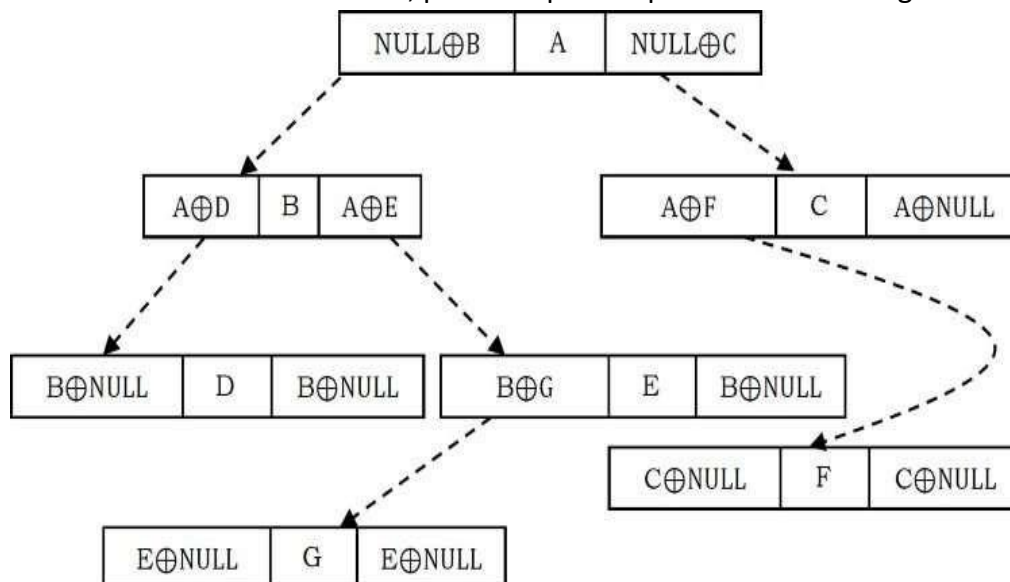 NULL⊕B A NULL⊕C
A⊕D B A⊕E A⊕F C A⊕NULL
B⊕NULL D B⊕NULL B⊕G E B⊕NULL
C⊕NULL F C⊕NULL
E⊕NULL G E⊕NULL